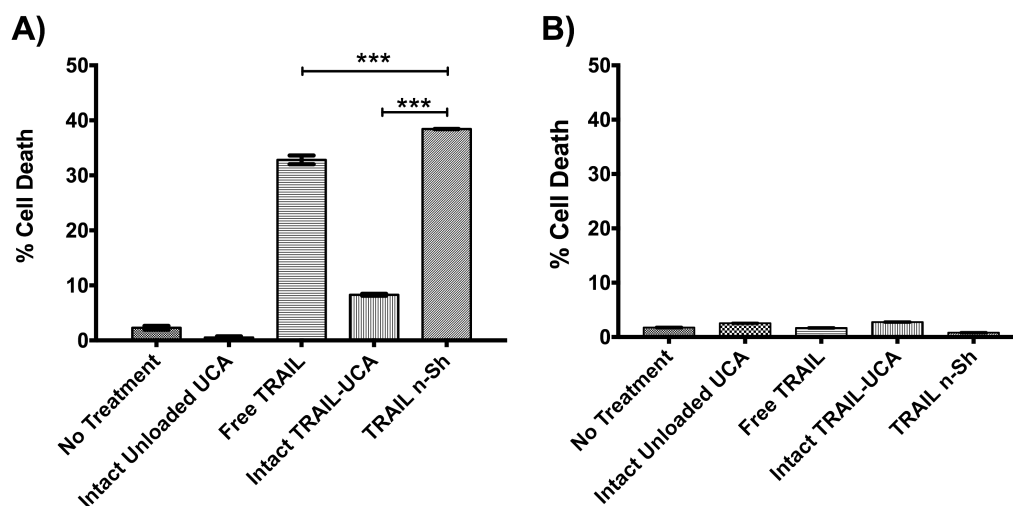 A)
50
40
30
20
10
0
% Cell Death
***
***
No Treatment
Intact Unloaded UCA
Free TRAIL
Intact TRAIL-UCA
TRAIL n-Sh
B)
50
40
30
20
10
0
% Cell Death
No Treatment
Intact Unloaded UCA
Free TRAIL
Intact TRAIL-UCA
TRAIL n-Sh